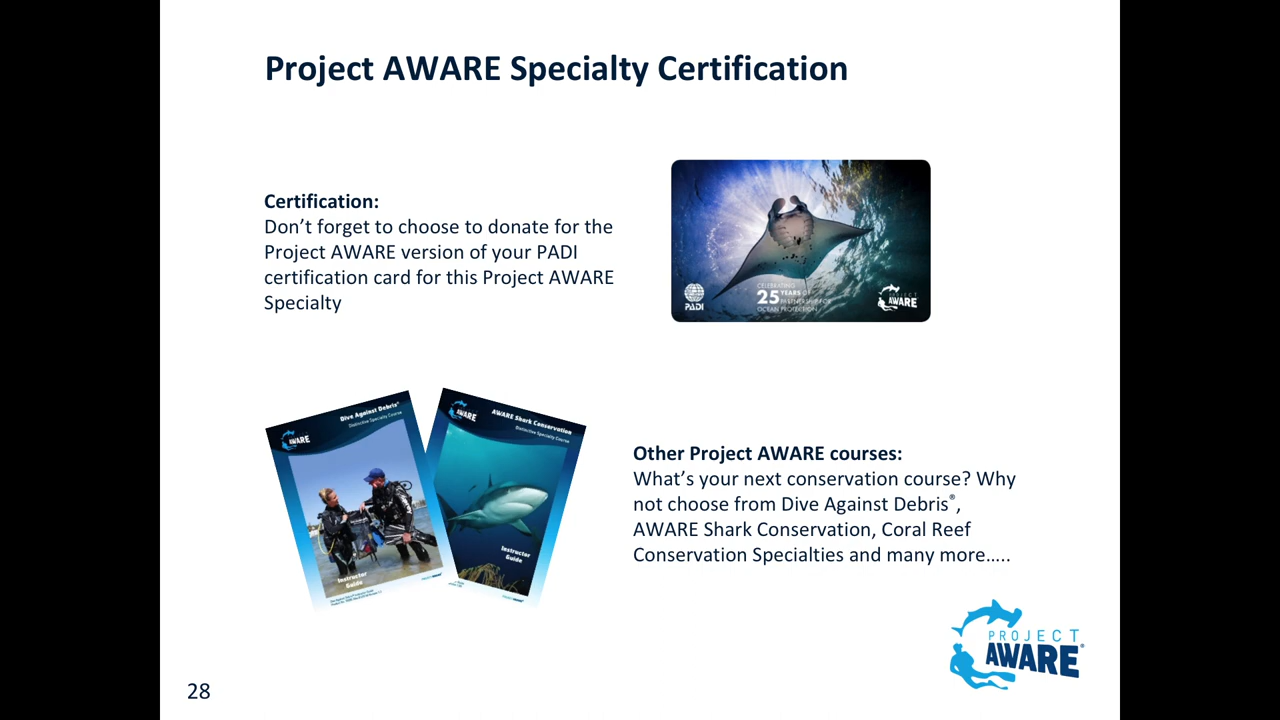 Project AWARE Specialty Certification
Certification:
Don’t forget to choose to donate for the
Project AWARE version of your PADI
certification card for this Project AWARE
Specialty
PADI
CELEBRATING
25 YEARS OF
PARTNERSHIP FOR
OCEAN PROTECTION
PROJECT
AWARE
Dive Against Debris®
Distinctive Specialty Course
AWARE
Instructor
Guide
AWARE Shark Conservation
Distinctive Specialty Course
AWARE
Instructor
Guide
Other Project AWARE courses:
What’s your next conservation course? Why
not choose from Dive Against Debris®,
AWARE Shark Conservation, Coral Reef
Conservation Specialties and many more…..
PROJECT
AWARE®
28